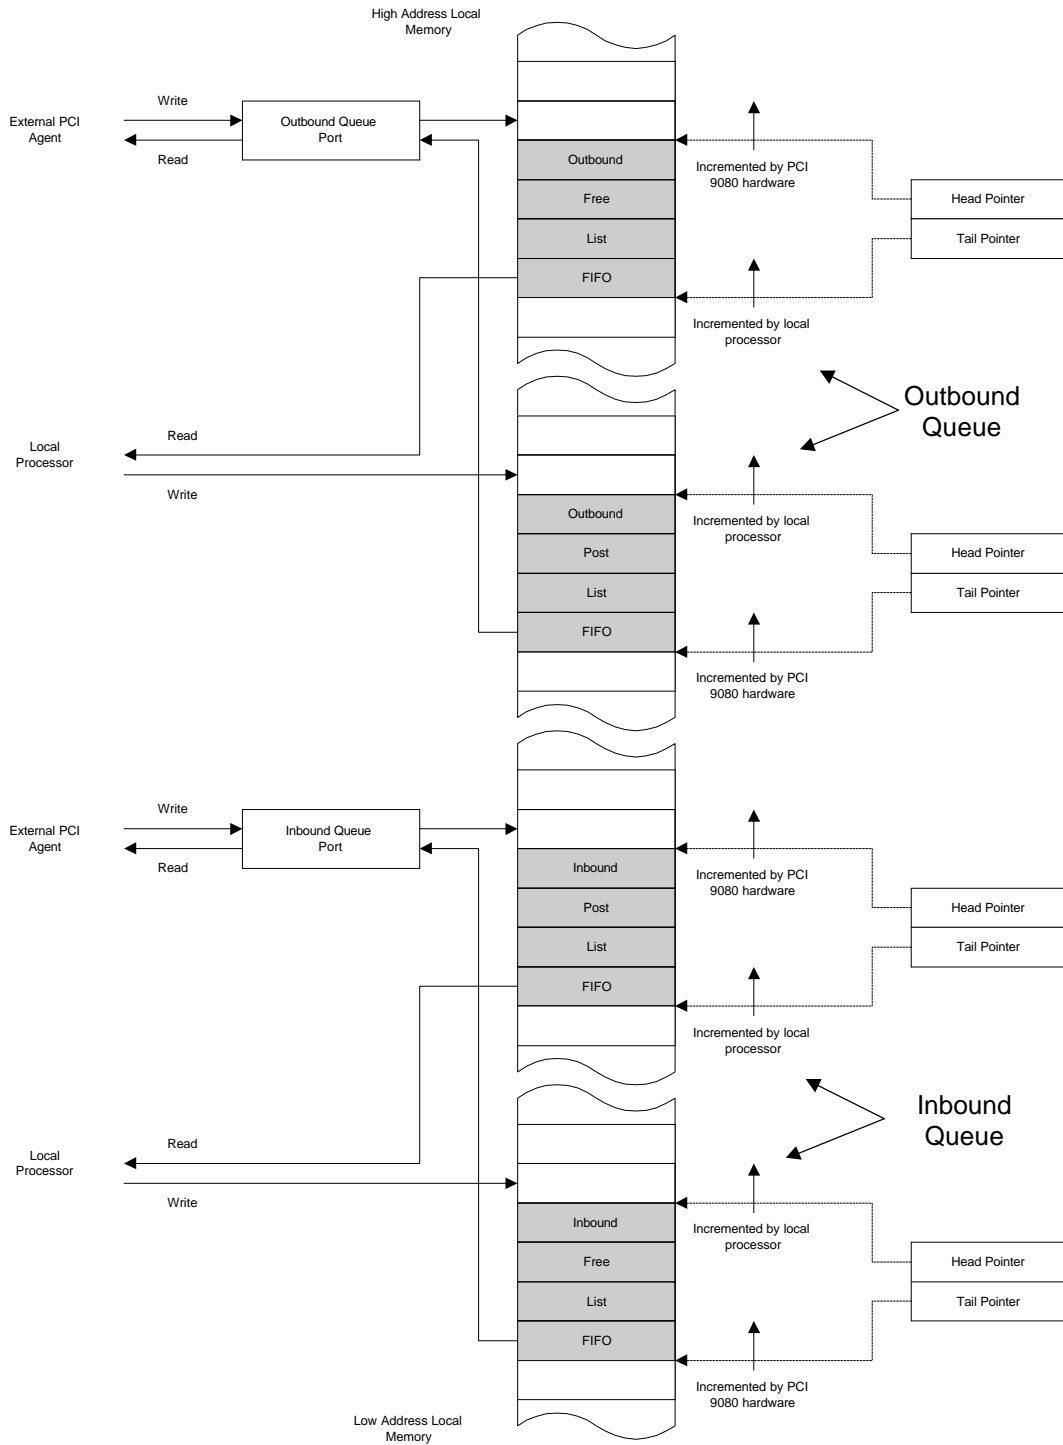 High Address Local
Memory
External PCI
Agent
Write
Read
Outbound Queue
Port
Outbound
Free
List
FIFO
Incremented by PCI
9080 hardware
Head Pointer
Tail Pointer
Incremented by local
processor
Outbound
Queue
Local
Processor
Read
Write
Outbound
Post
List
FIFO
Incremented by local
processor
Head Pointer
Tail Pointer
Incremented by PCI
9080 hardware
External PCI
Agent
Write
Read
Inbound Queue
Port
Inbound
Post
List
FIFO
Incremented by PCI
9080 hardware
Head Pointer
Tail Pointer
Incremented by local
processor
Inbound
Queue
Local
Processor
Read
Write
Inbound
Free
List
FIFO
Incremented by local
processor
Head Pointer
Tail Pointer
Incremented by PCI
9080 hardware
Low Address Local
Memory